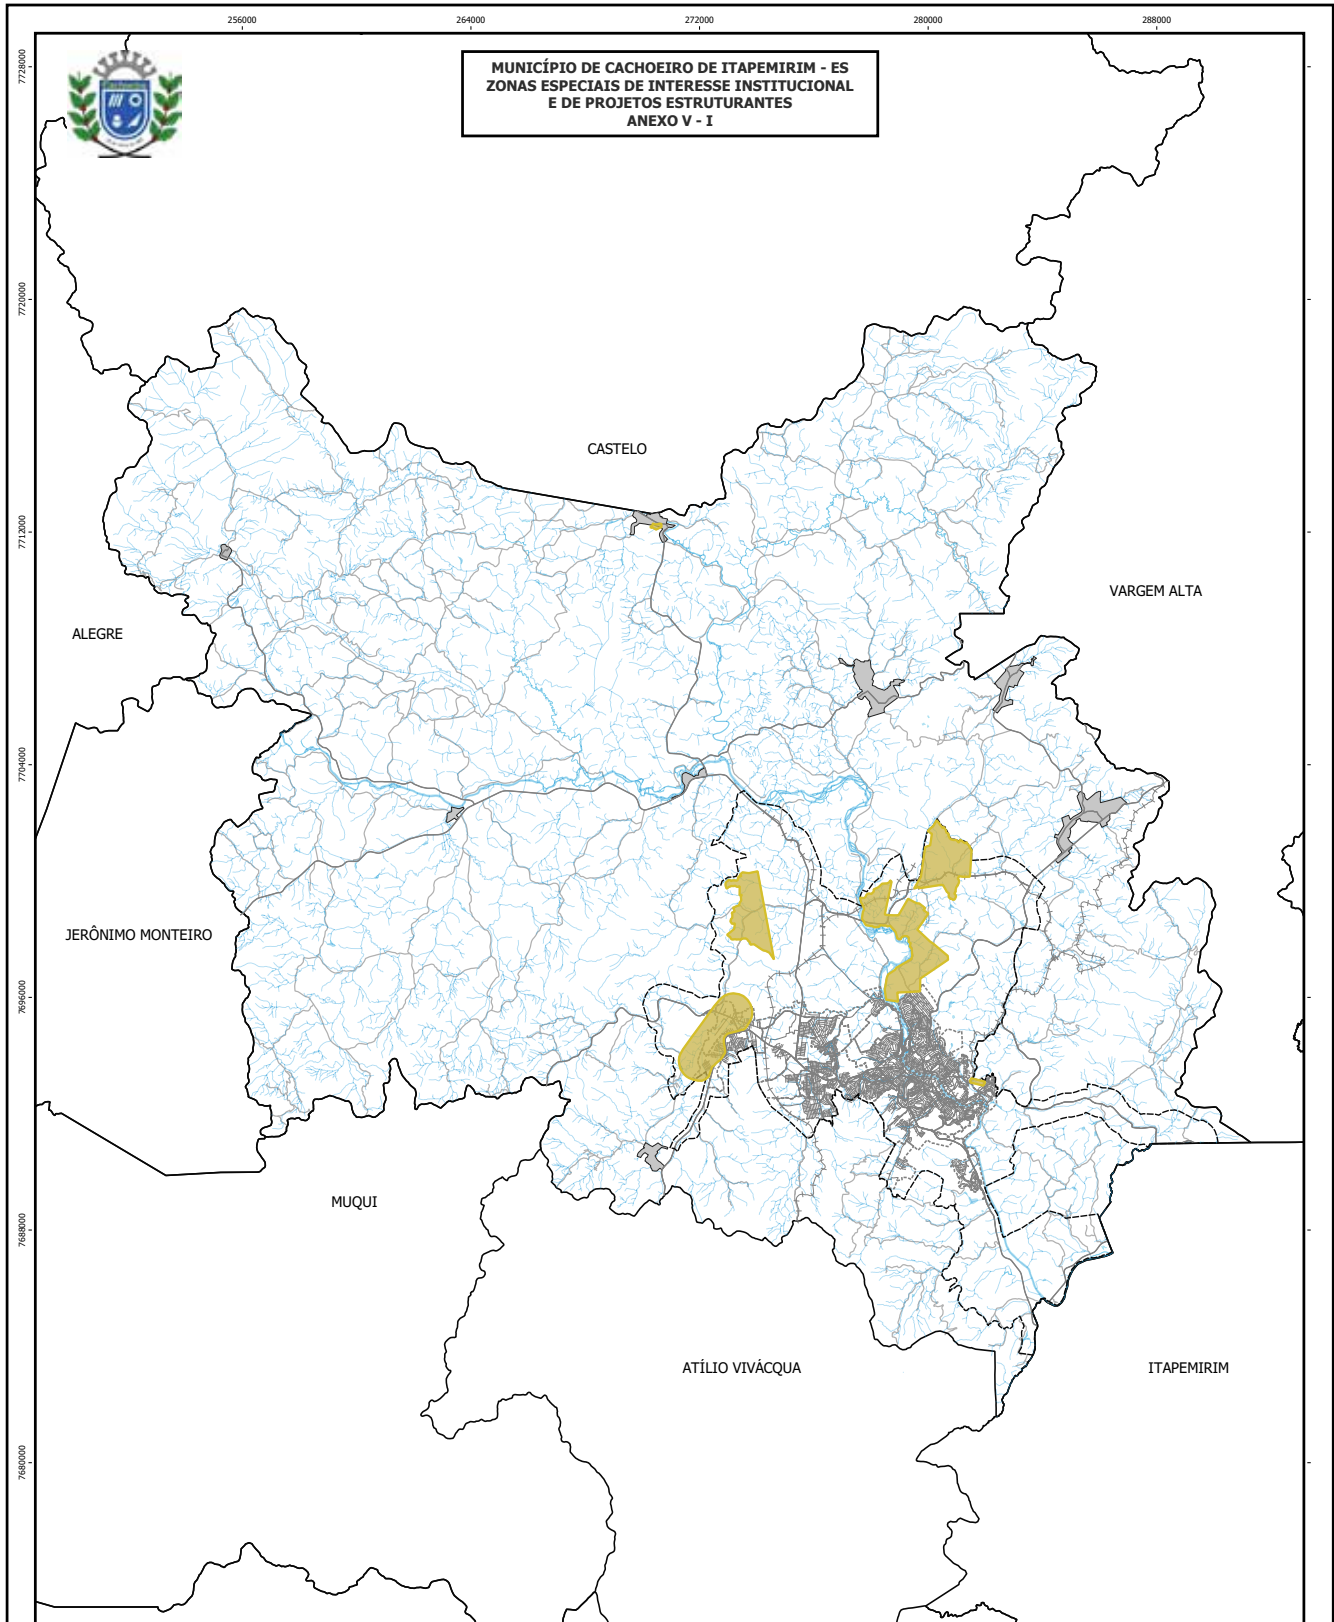 256000 264000 272000 280000 288000
MUNICÍPIO DE CACHOEIRO DE ITAPEMIRIM - ES
ZONAS ESPECIAIS DE INTERESSE INSTITUCIONAL
E DE PROJETOS ESTRUTURANTES
ANEXO V - I
7728000
7720000
CASTELO
7712000
VARGEM ALTA
ALEGRE
7704000
JERÔNIMO MONTEIRO
7696000
MUQUI
7688000
ATÍLIO VIVÁCQUA
ITAPEMIRIM
7680000